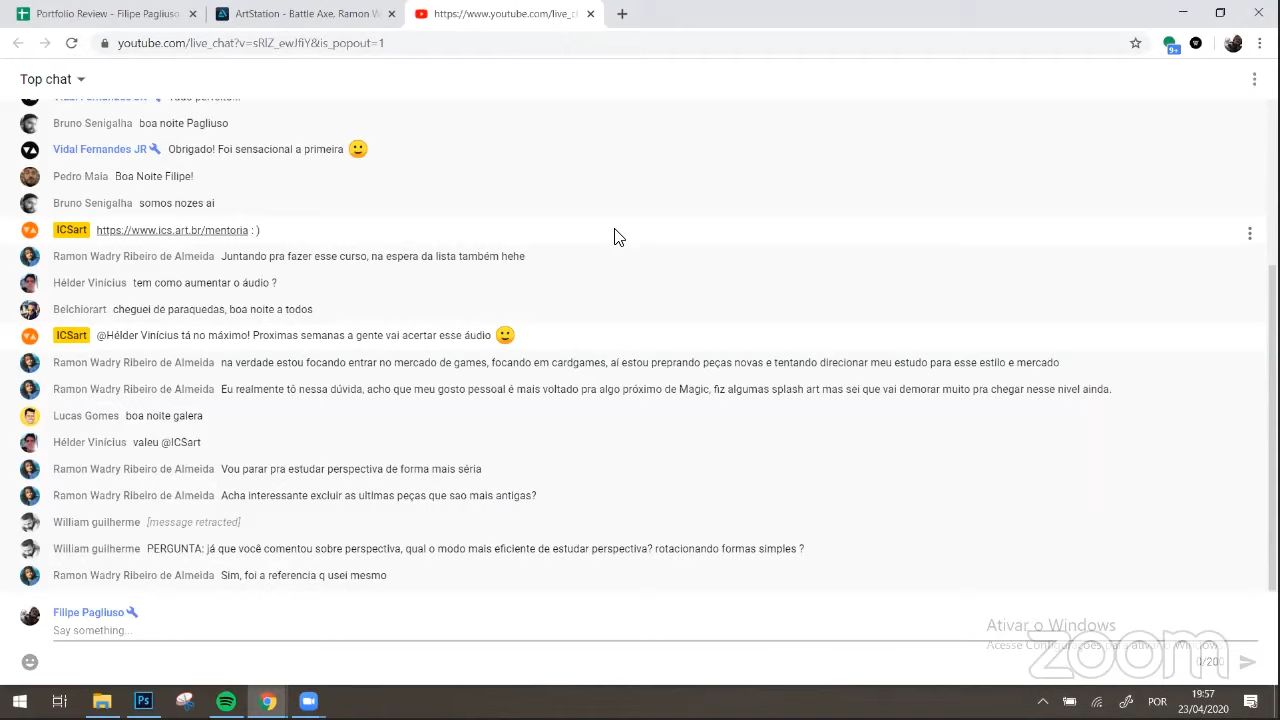 Portfolio Review - Filipe Pagliuso
ArtStation - Battle Axe, Ramon W
https://www.youtube.com/live_c
youtube.com/live_chat?v=sRlZ_ewJfiY&is_popout=1
9+
Top chat
Bruno Senigalha boa noite Pagliuso
Vidal Fernandes JR Obrigado! Foi sensacional a primeira
Pedro Maia Boa Noite Filipe!
Bruno Senigalha somos nozes ai
ICSart https://www.ics.art.br/mentoria : )
Ramon Wadry Ribeiro de Almeida Juntando pra fazer esse curso, na espera da lista também hehe
Hélder Vinícius tem como aumentar o áudio ?
Belchiorart cheguei de paraquedas, boa noite a todos
ICSart @Hélder Vinícius tá no máximo! Proximas semanas a gente vai acertar esse áudio
Ramon Wadry Ribeiro de Almeida na verdade estou focando entrar no mercado de games, focando em cardgames, aí estou preprando peças novas e tentando direcionar meu estudo para esse estilo e mercado
Ramon Wadry Ribeiro de Almeida Eu realmente tô nessa dúvida, acho que meu gosto pessoal é mais voltado pra algo próximo de Magic, fiz algumas splash art mas sei que vai demorar muito pra chegar nesse nivel ainda.
Lucas Gomes boa noite galera
Hélder Vinícius valeu @ICSart
Ramon Wadry Ribeiro de Almeida Vou parar pra estudar perspectiva de forma mais séria
Ramon Wadry Ribeiro de Almeida Acha interessante excluir as ultImas peças que sao mais antigas?
William guilherme [message retracted]
William guilherme PERGUNTA: já que você comentou sobre perspectiva, qual o modo mais eficiente de estudar perspectiva? rotacionando formas simples ?
Ramon Wadry Ribeiro de Almeida Sim, foi a referencia q usei mesmo
Filipe Pagliuso
Say something...
Ativar o Windows
Acesse Configurações para ativar o Windows.
zoom
0/200
Ps
POR
19:57
23/04/2020